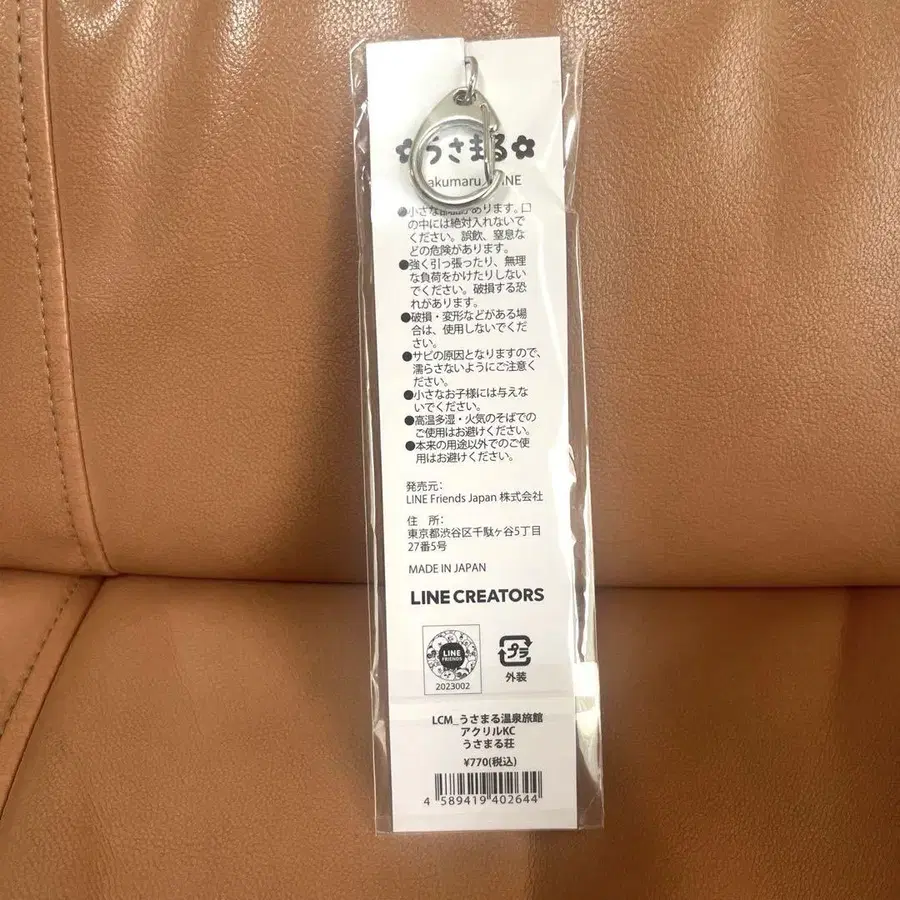 ✿うさまる✿
akumaru NE
●小さな部品があります。口
の中には絶対入れないで
ください。誤飲、窒息な
どの危険があります。
●強く引っ張ったり、無理
な負荷をかけたりしない
でください。破損する恐
れがあります。
●破損・変形などがある場
合は、使用しないでくだ
さい。
●サビの原因となりますので、
濡らさないようにご注意く
ださい。
●小さなお子様には与えな
いでください。
●高温多湿・火気のそばでの
ご使用はお避けください。
●本来の用途以外でのご使
用はお避けください。
発売元:
LINE Friends Japan 株式会社
住 所:
東京都渋谷区千駄ヶ谷5丁目
27番5号
MADE IN JAPAN
LINE CREATORS
LINE
FRIENDS
2023002
プラ
外装
LCM_うさまる温泉旅館
アクリルKC
うさまる荘
¥770(税込)
4 589419 402644